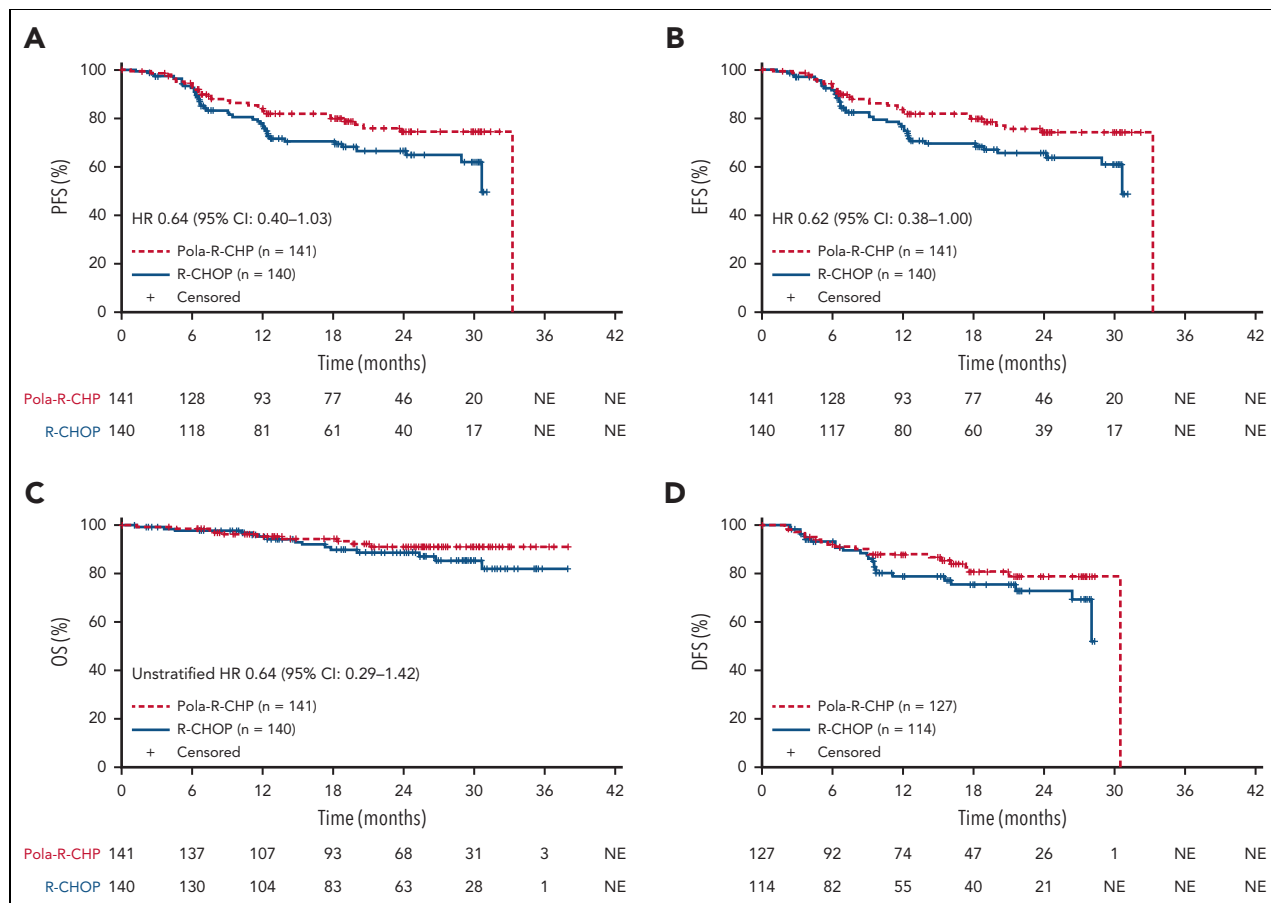 A
PFS (%)
100
80
60
40
20
0
HR 0.64 (95% CI: 0.40–1.03)
Pola-R-CHP (n = 141)
R-CHOP (n = 140)
+ Censored
0 6 12 18 24 30 36 42
Time (months)
Pola-R-CHP 141 128 93 77 46 20 NE NE
R-CHOP 140 118 81 61 40 17 NE NE
B
EFS (%)
100
80
60
40
20
0
HR 0.62 (95% CI: 0.38–1.00)
Pola-R-CHP (n = 141)
R-CHOP (n = 140)
+ Censored
0 6 12 18 24 30 36 42
Time (months)
141 128 93 77 46 20 NE NE
140 117 80 60 39 17 NE NE
C
OS (%)
100
80
60
40
20
0
Unstratified HR 0.64 (95% CI: 0.29–1.42)
Pola-R-CHP (n = 141)
R-CHOP (n = 140)
+ Censored
0 6 12 18 24 30 36 42
Time (months)
Pola-R-CHP 141 137 107 93 68 31 3 NE
R-CHOP 140 130 104 83 63 28 1 NE
D
DFS (%)
100
80
60
40
20
0
Pola-R-CHP (n = 127)
R-CHOP (n = 114)
+ Censored
0 6 12 18 24 30 36 42
Time (months)
127 92 74 47 26 1 NE NE
114 82 55 40 21 NE NE NE